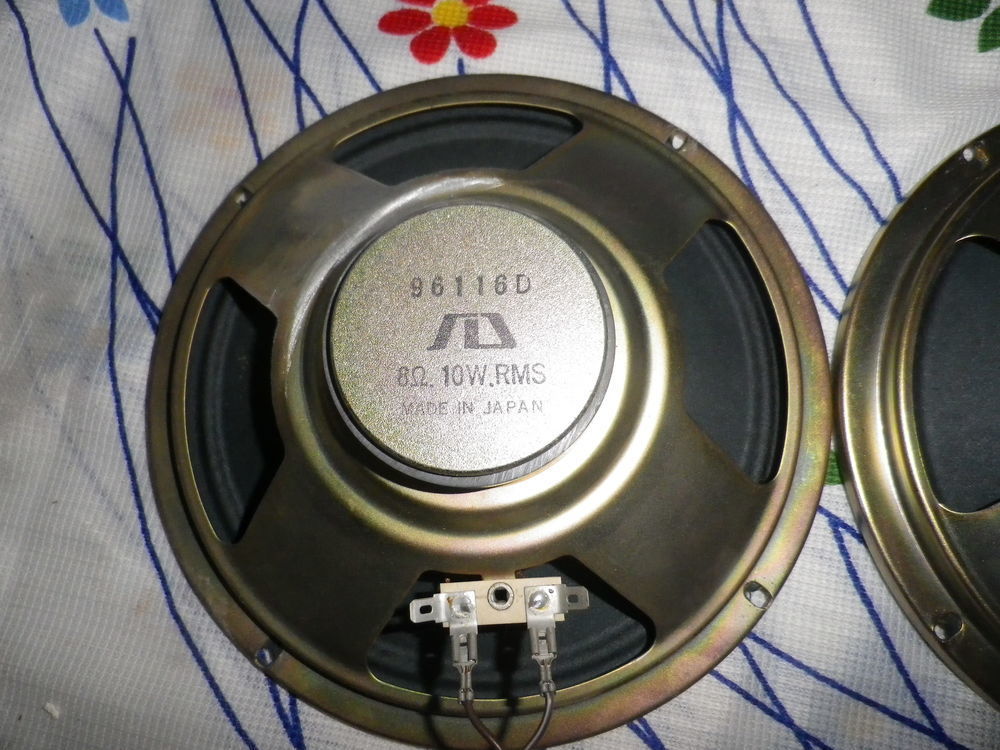 96116D
8Ω. 10W.RMS
MADE IN JAPAN